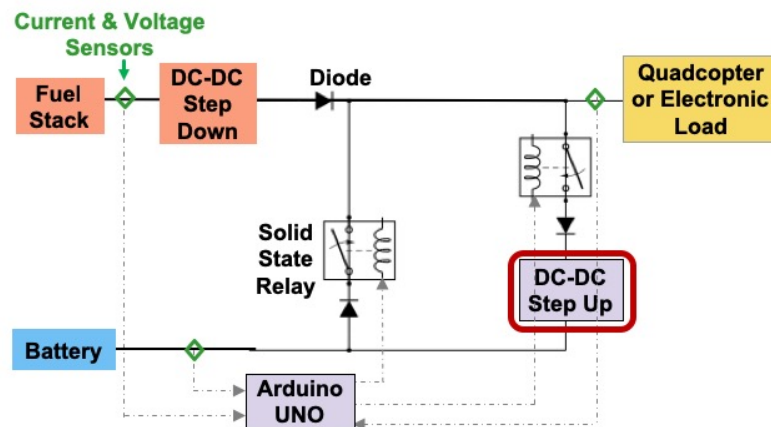 Current & Voltage
Sensors
Fuel
Stack
DC-DC
Step
Down
Diode
Quadcopter
or Electronic
Load
Solid
State
Relay
DC-DC
Step Up
Battery
Arduino
UNO